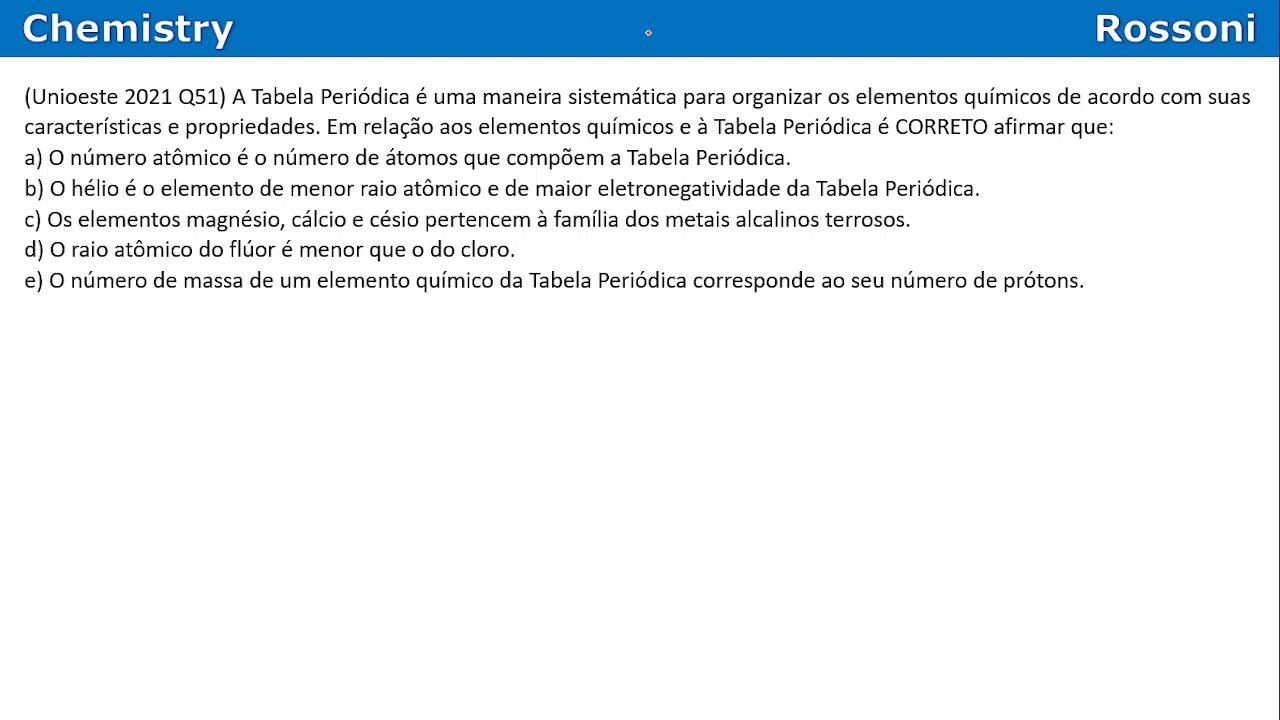 Chemistry
Rossoni
(Unioeste 2021 Q51) A Tabela Periódica é uma maneira sistemática para organizar os elementos químicos de acordo com suas
características e propriedades. Em relação aos elementos químicos e à Tabela Periódica é CORRETO afirmar que:
a) O número atômico é o número de átomos que compõem a Tabela Periódica.
b) O hélio é o elemento de menor raio atômico e de maior eletronegatividade da Tabela Periódica.
c) Os elementos magnésio, cálcio e césio pertencem à família dos metais alcalinos terrosos.
d) O raio atômico do flúor é menor que o do cloro.
e) O número de massa de um elemento químico da Tabela Periódica corresponde ao seu número de prótons.